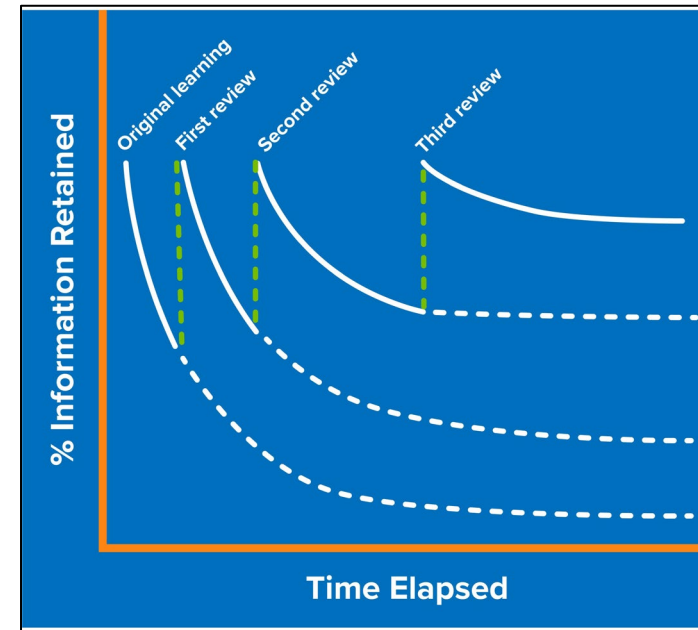 Original learning
First review
Second review
Third review
% Information Retained
Time Elapsed